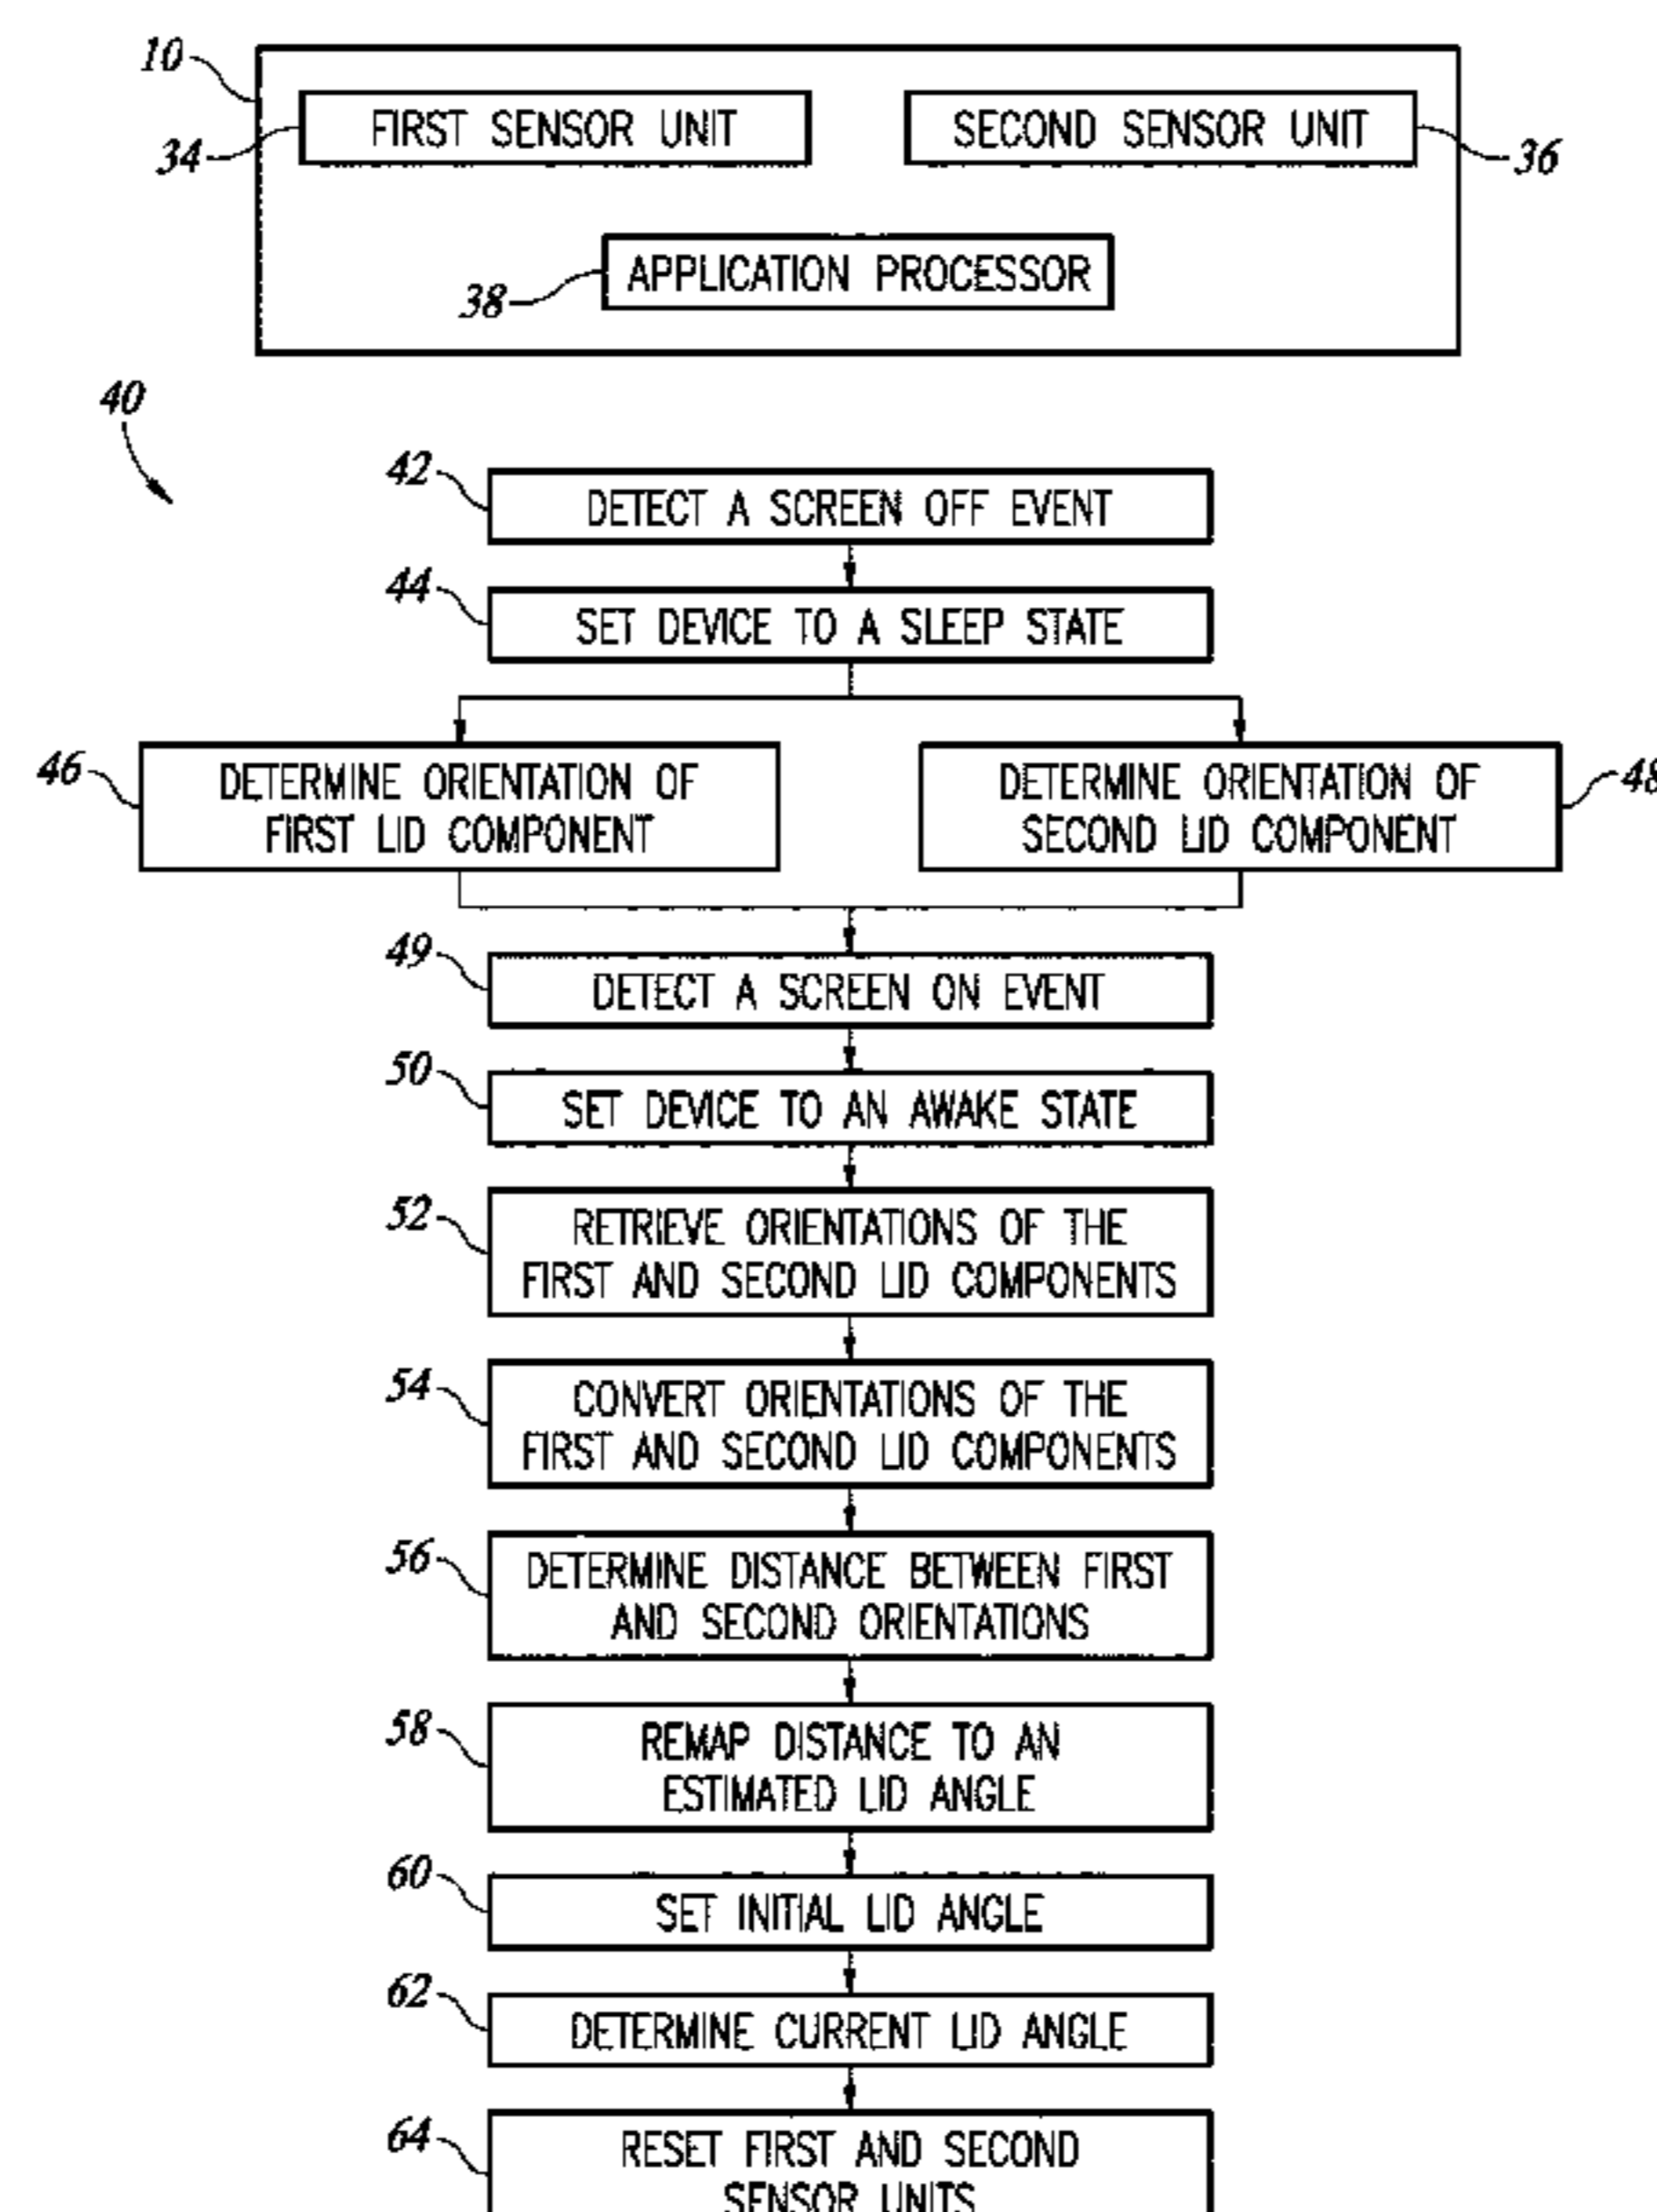 10
FIRST SENSOR UNIT
SECOND SENSOR UNIT
34
36
APPLICATION PROCESSOR
38
40
42
DETECT A SCREEN OFF EVENT
44
SET DEVICE TO A SLEEP STATE
46
DETERMINE ORIENTATION OF
FIRST LID COMPONENT
DETERMINE ORIENTATION OF
SECOND LID COMPONENT
48
49
DETECT A SCREEN ON EVENT
50
SET DEVICE TO AN AWAKE STATE
52
RETRIEVE ORIENTATIONS OF THE
FIRST AND SECOND LID COMPONENTS
54
CONVERT ORIENTATIONS OF THE
FIRST AND SECOND LID COMPONENTS
56
DETERMINE DISTANCE BETWEEN FIRST
AND SECOND ORIENTATIONS
58
REMAP DISTANCE TO AN
ESTIMATED LID ANGLE
60
SET INITIAL LID ANGLE
62
DETERMINE CURRENT LID ANGLE
64
RESET FIRST AND SECOND
SENSOR UNITS